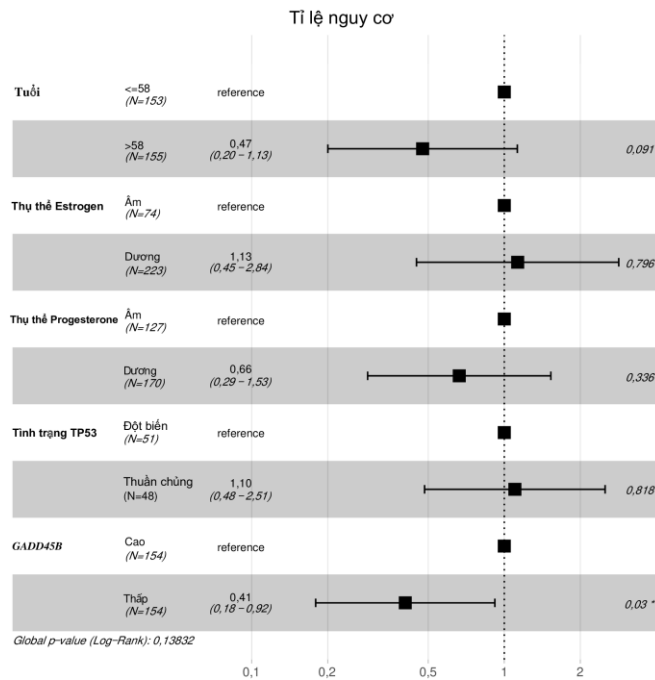 Tỉ lệ nguy cơ
Tuổi <=58 reference
(N=153)
>58 0,47 0,091
(N=155) (0,20 – 1,13)
Thụ thể Estrogen Âm reference
(N=74)
Dương 1,13 0,796
(N=223) (0,45 – 2,84)
Thụ thể Progesterone Âm reference
(N=127)
Dương 0,66 0,336
(N=170) (0,29 – 1,53)
Tình trạng TP53 Đột biến reference
(N=51)
Thuần chủng 1,10 0,818
(N=48) (0,48 – 2,51)
GADD45B Cao reference
(N=154)
Thấp 0,41 0,03 *
(N=154) (0,18 – 0,92)
Global p–value (Log–Rank): 0,13832
0,1 0,2 0,5 1 2